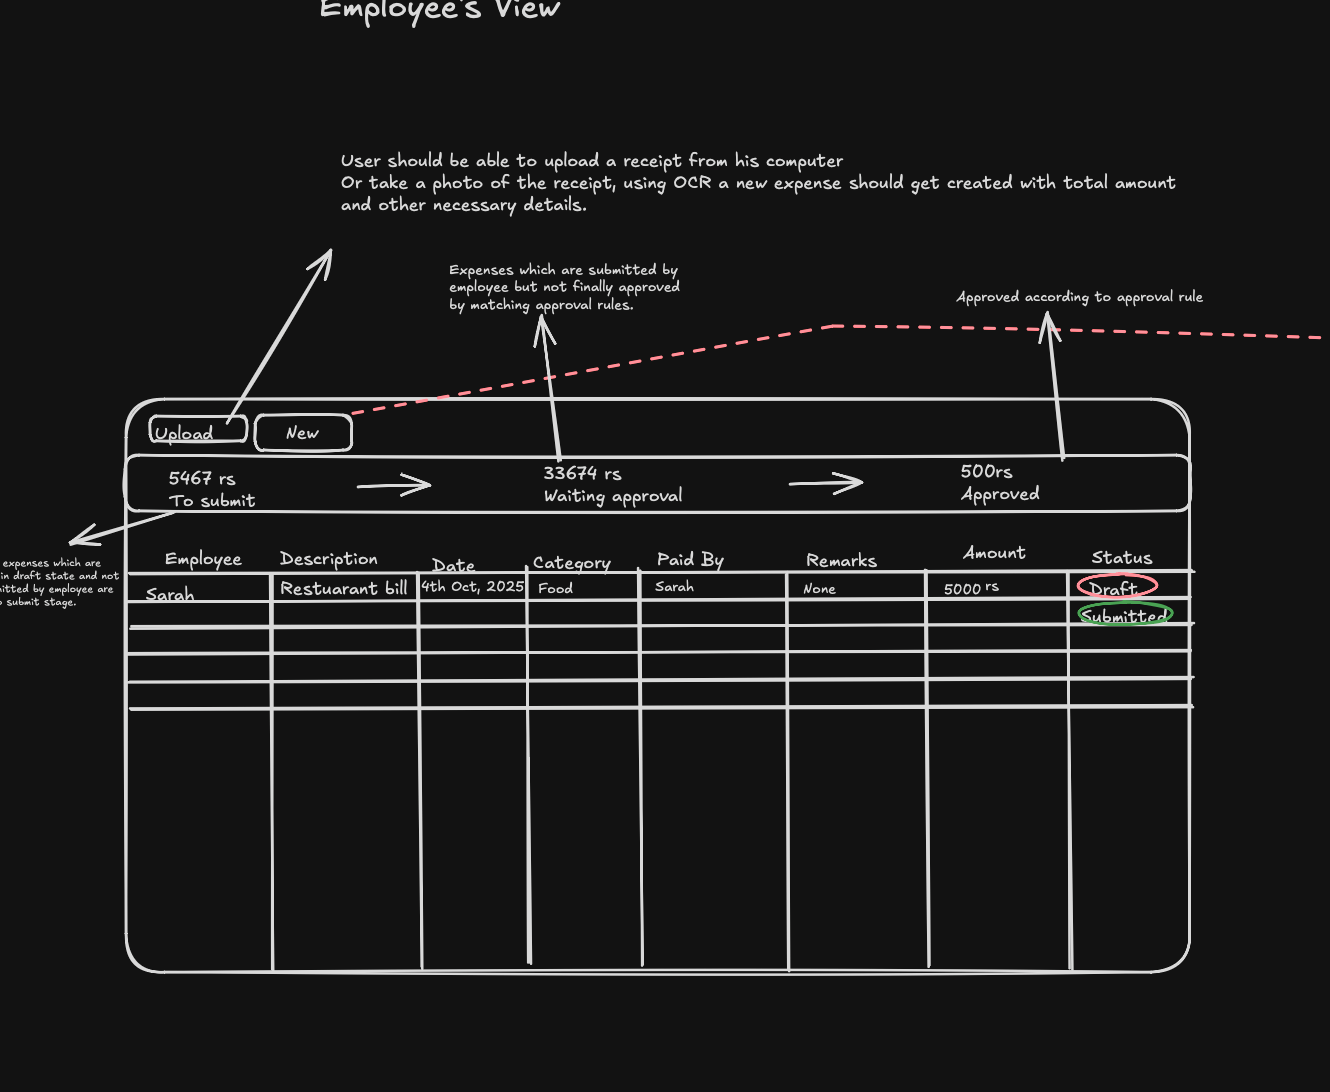 Employee's View
User should be able to upload a receipt from his computer
Or take a photo of the receipt, using OCR a new expense should get created with total amount
and other necessary details.
Expenses which are submitted by
employee but not finally approved
by matching approval rules.
Approved according to approval rule
Upload
New
5467 rs
To submit
33674 rs
Waiting approval
500rs
Approved
expenses which are
in draft state and not
itted by employee are
submit stage.
Employee Description Date Category Paid By Remarks Amount Status
Sarah Restuarant bill 4th Oct, 2025 Food Sarah None 5000 rs Draft
Submitted